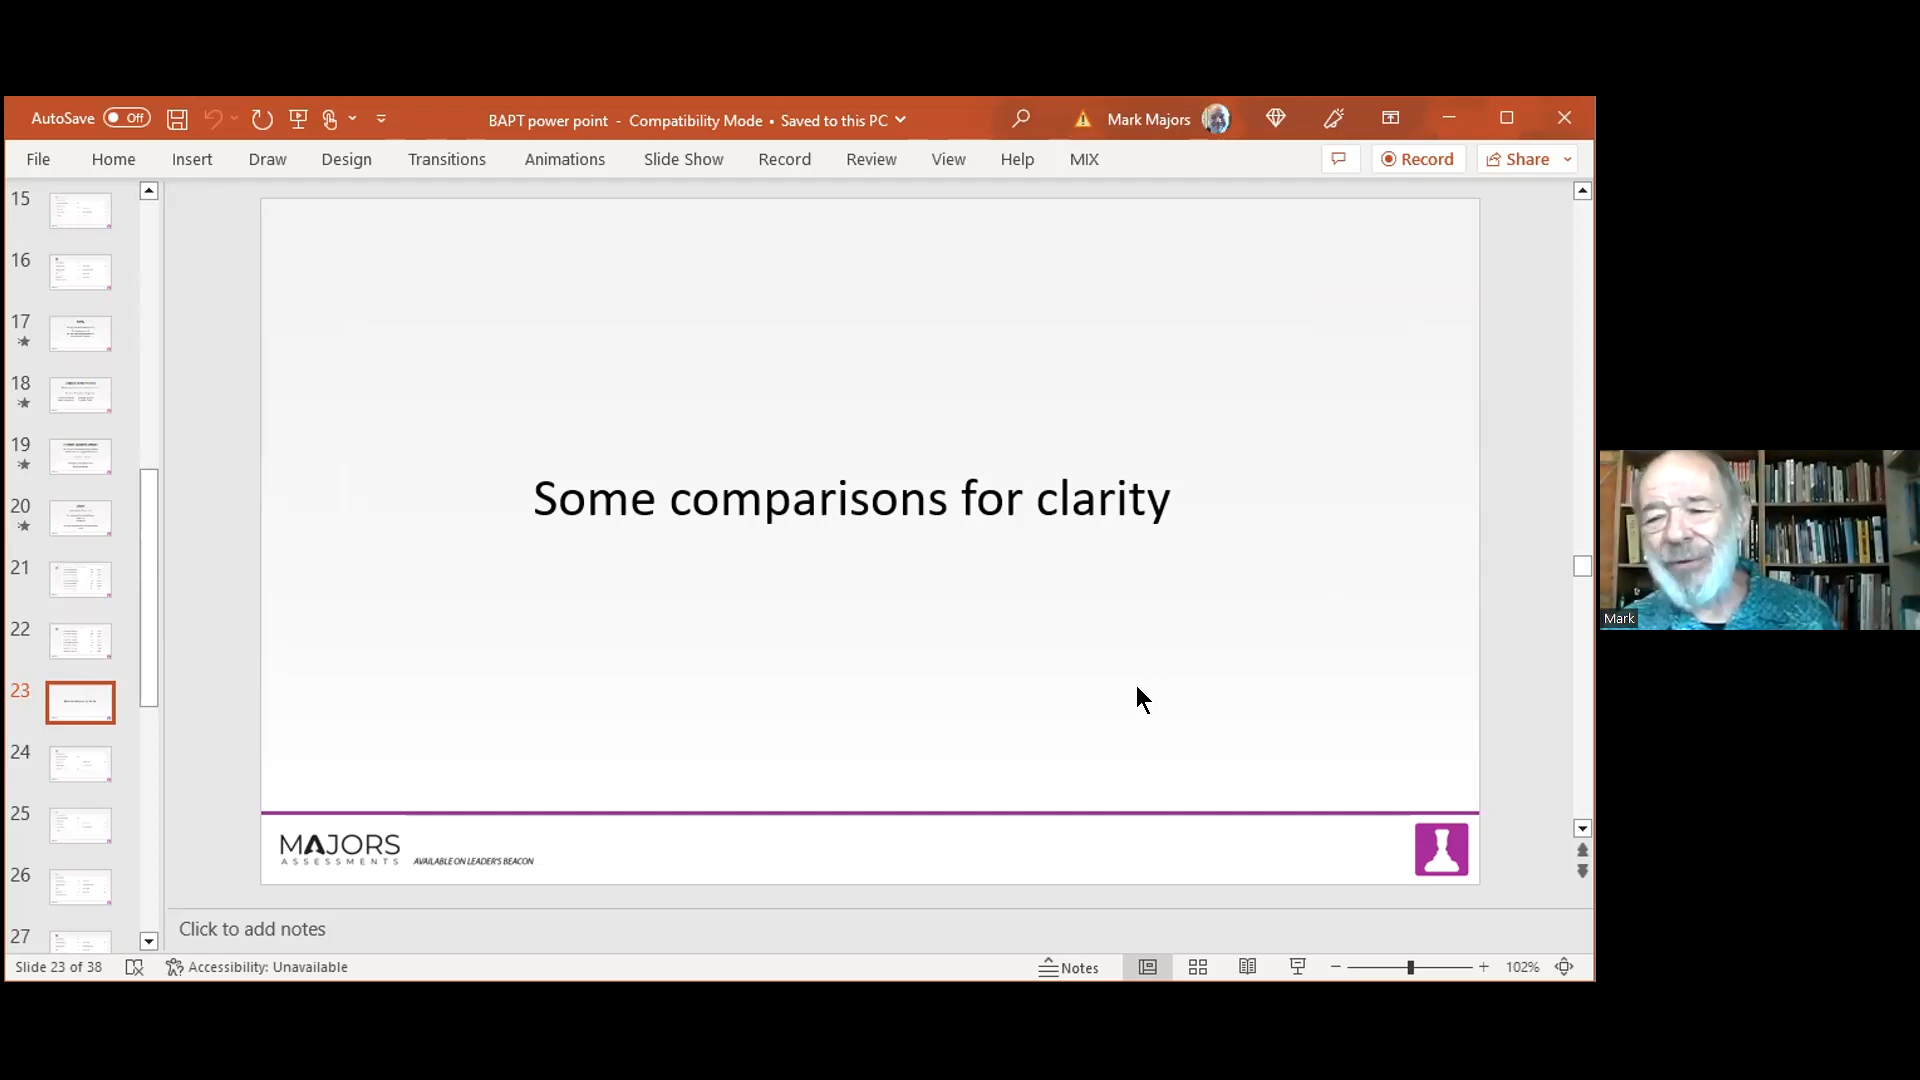 AutoSave Off BAPT power point - Compatibility Mode • Saved to this PC Mark Majors
File Home Insert Draw Design Transitions Animations Slide Show Record Review View Help MIX Record Share
15
16
17
18
19
20
21
22
23
24
25
26
27
Some comparisons for clarity
MAJORS
ASSESSMENTS AVAILABLE ON LEADER'S BEACON
Click to add notes
Slide 23 of 38 Accessibility: Unavailable Notes 102%
Mark